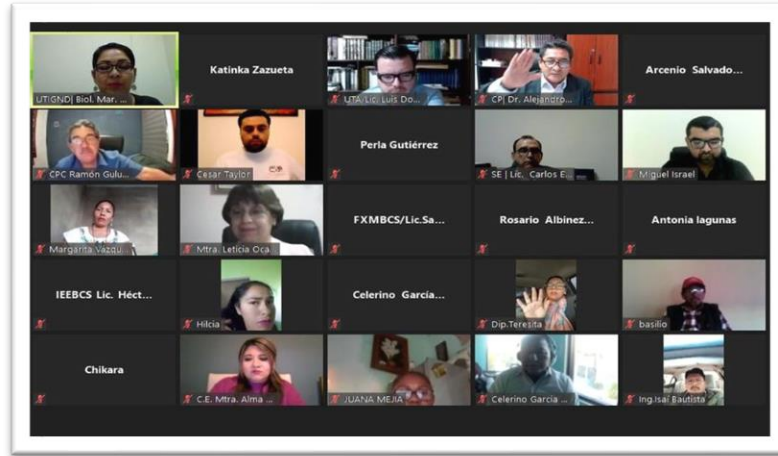 UTIGND| Biol. Mar. ...
Katinka Zazueta
UTA-Lic. Luis Do...
CP| Dr. Alejandro...
Arcenio Salvado...
CPC Ramón Gulu...
Cesar Taylor
Perla Gutiérrez
SE | Lic. Carlos E...
Miguel Israel
Margarita Vázqu...
Mtra. Leticia Oca...
FXMBCS/Lic.Sa...
Rosario Albinez...
Antonia lagunas
IEEBCS Lic. Héct...
Hilcia
Celerino García...
Dip.Teresita
basilio
Chikara
C.E. Mtra. Alma ...
JUANA MEJIA
Celerino Garcia ...
Ing.Isaí Bautista